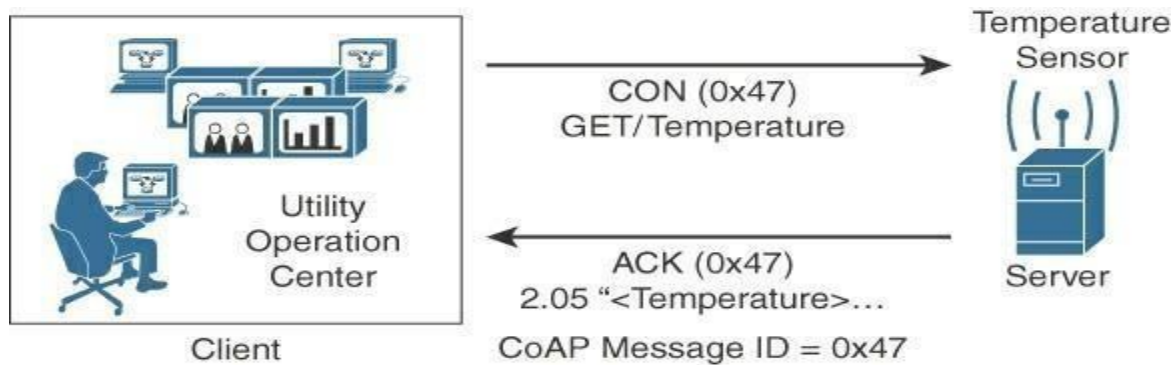 Temperature
Sensor
CON (0x47)
GET/Temperature
Utility
Operation
Center
ACK (0x47)
2.05 “<Temperature>…
Server
Client
CoAP Message ID = 0x47